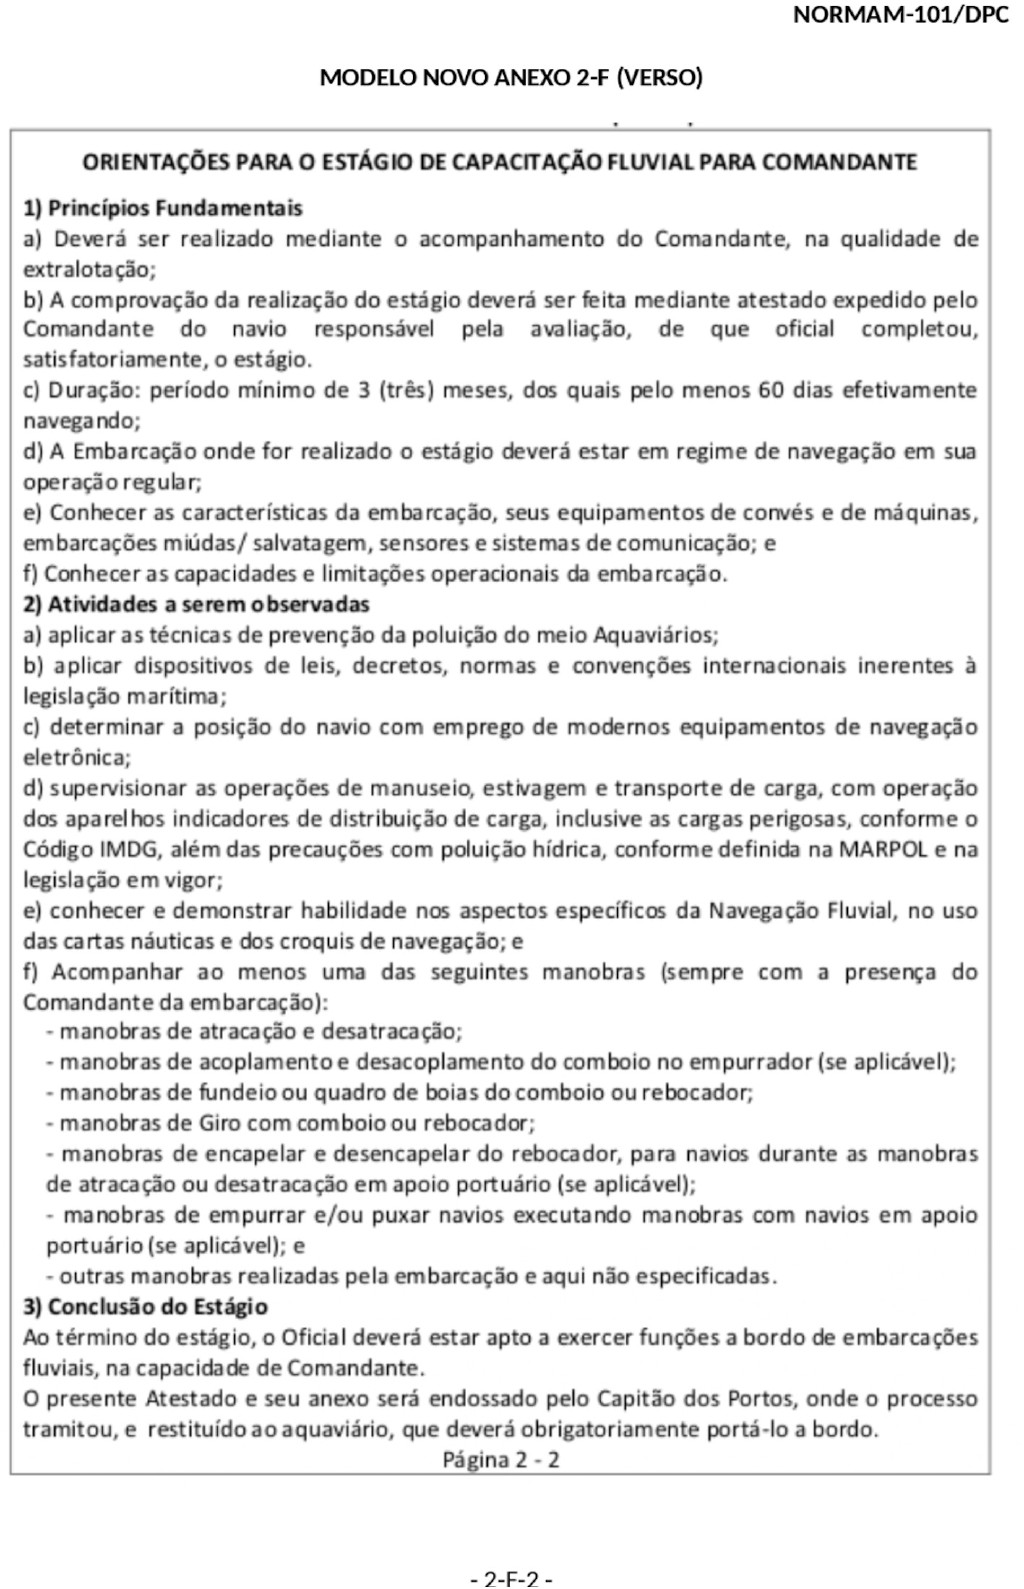 NORMAM-101/DPC
MODELO NOVO ANEXO 2-F (VERSO)
ORIENTAÇÕES PARA O ESTÁGIO DE CAPACITAÇÃO FLUVIAL PARA COMANDANTE
1) Princípios Fundamentais
a) Deverá ser realizado mediante o acompanhamento do Comandante, na qualidade de
extralotação;
b) A comprovação da realização do estágio deverá ser feita mediante atestado expedido pelo
Comandante do navio responsável pela avaliação, de que oficial completou,
satisfatoriamente, o estágio.
c) Duração: período mínimo de 3 (três) meses, dos quais pelo menos 60 dias efetivamente
navegando;
d) A Embarcação onde for realizado o estágio deverá estar em regime de navegação em sua
operação regular;
e) Conhecer as características da embarcação, seus equipamentos de convés e de máquinas,
embarcações miúdas/ salvatagem, sensores e sistemas de comunicação; e
f) Conhecer as capacidades e limitações operacionais da embarcação.
2) Atividades a serem observadas
a) aplicar as técnicas de prevenção da poluição do meio Aquaviários;
b) aplicar dispositivos de leis, decretos, normas e convenções internacionais inerentes à
legislação marítima;
c) determinar a posição do navio com emprego de modernos equipamentos de navegação
eletrônica;
d) supervisionar as operações de manuseio, estivagem e transporte de carga, com operação
dos aparelhos indicadores de distribuição de carga, inclusive as cargas perigosas, conforme o
Código IMDG, além das precauções com poluição hídrica, conforme definida na MARPOL e na
legislação em vigor;
e) conhecer e demonstrar habilidade nos aspectos específicos da Navegação Fluvial, no uso
das cartas náuticas e dos croquis de navegação; e
f) Acompanhar ao menos uma das seguintes manobras (sempre com a presença do
Comandante da embarcação):
- manobras de atracação e desatracação;
- manobras de acoplamento e desacoplamento do comboio no empurrador (se aplicável);
- manobras de fundeio ou quadro de boias do comboio ou rebocador;
- manobras de Giro com comboio ou rebocador;
- manobras de encapelar e desencapelar do rebocador, para navios durante as manobras
de atracação ou desatracação em apoio portuário (se aplicável);
- manobras de empurrar e/ou puxar navios executando manobras com navios em apoio
portuário (se aplicável); e
- outras manobras realizadas pela embarcação e aqui não especificadas.
3) Conclusão do Estágio
Ao término do estágio, o Oficial deverá estar apto a exercer funções a bordo de embarcações
fluviais, na capacidade de Comandante.
O presente Atestado e seu anexo será endossado pelo Capitão dos Portos, onde o processo
tramitou, e restituído ao aquaviário, que deverá obrigatoriamente portá-lo a bordo.
Página 2 - 2
- 2-F-2 -